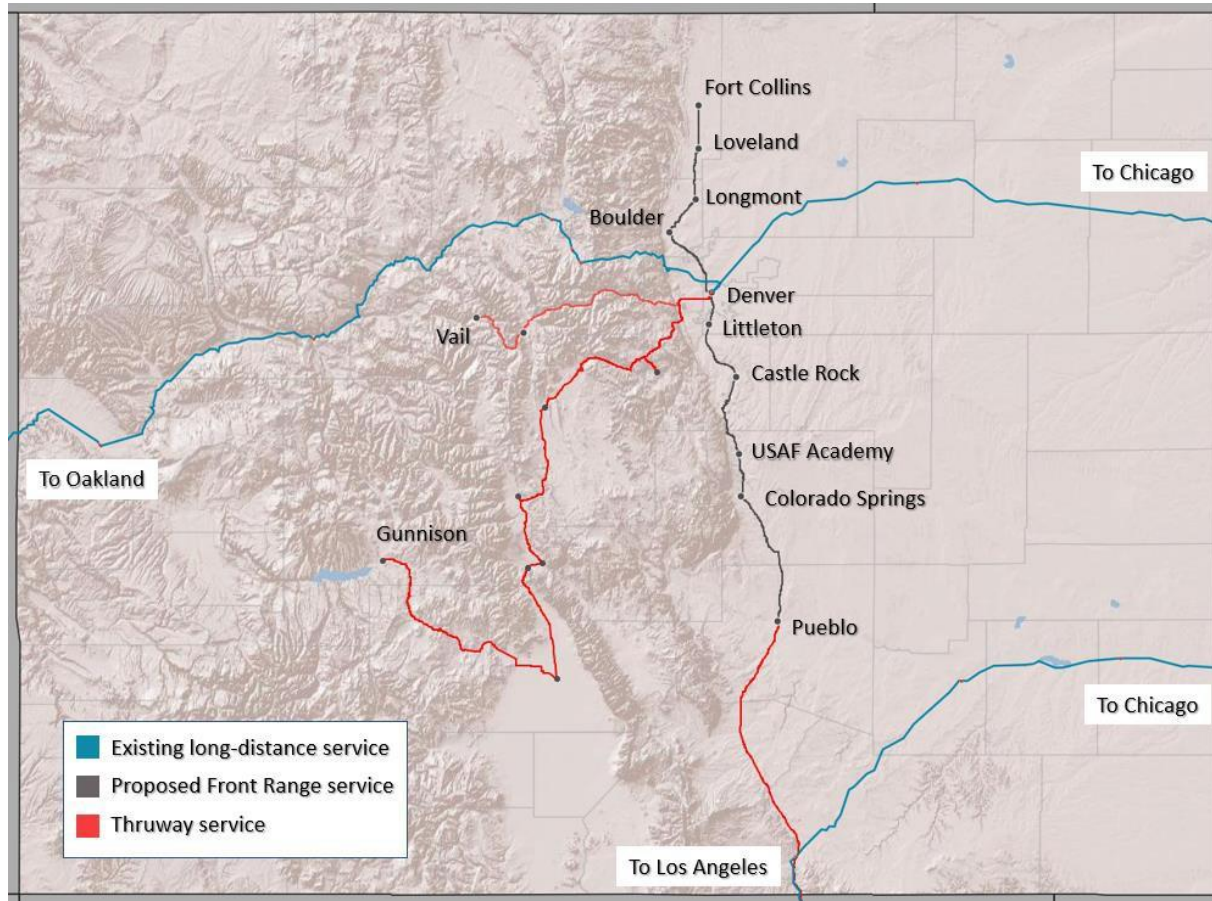 Fort Collins
Loveland
To Chicago
Longmont
Boulder
Denver
Littleton
Vail
Castle Rock
USAF Academy
To Oakland
Colorado Springs
Gunnison
Pueblo
To Chicago
Existing long-distance service
Proposed Front Range service
Thruway service
To Los Angeles